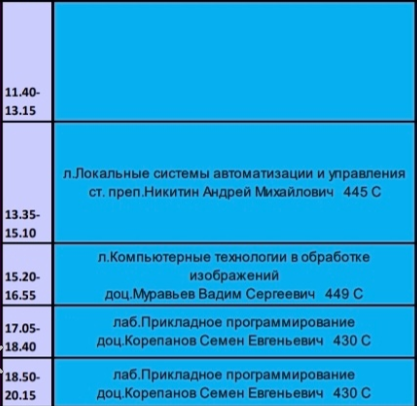 11.40-
13.15
л.Локальные системы автоматизации и управления
ст. преп.Никитин Андрей Михайлович 445 С
13.35-
15.10
л.Компьютерные технологии в обработке
изображений
доц.Муравьев Вадим Сергеевич 449 С
15.20-
16.55
лаб.Прикладное программирование
доц.Корепанов Семен Евгеньевич 430 С
17.05-
18.40
лаб.Прикладное программирование
доц.Корепанов Семен Евгеньевич 430 С
18.50-
20.15